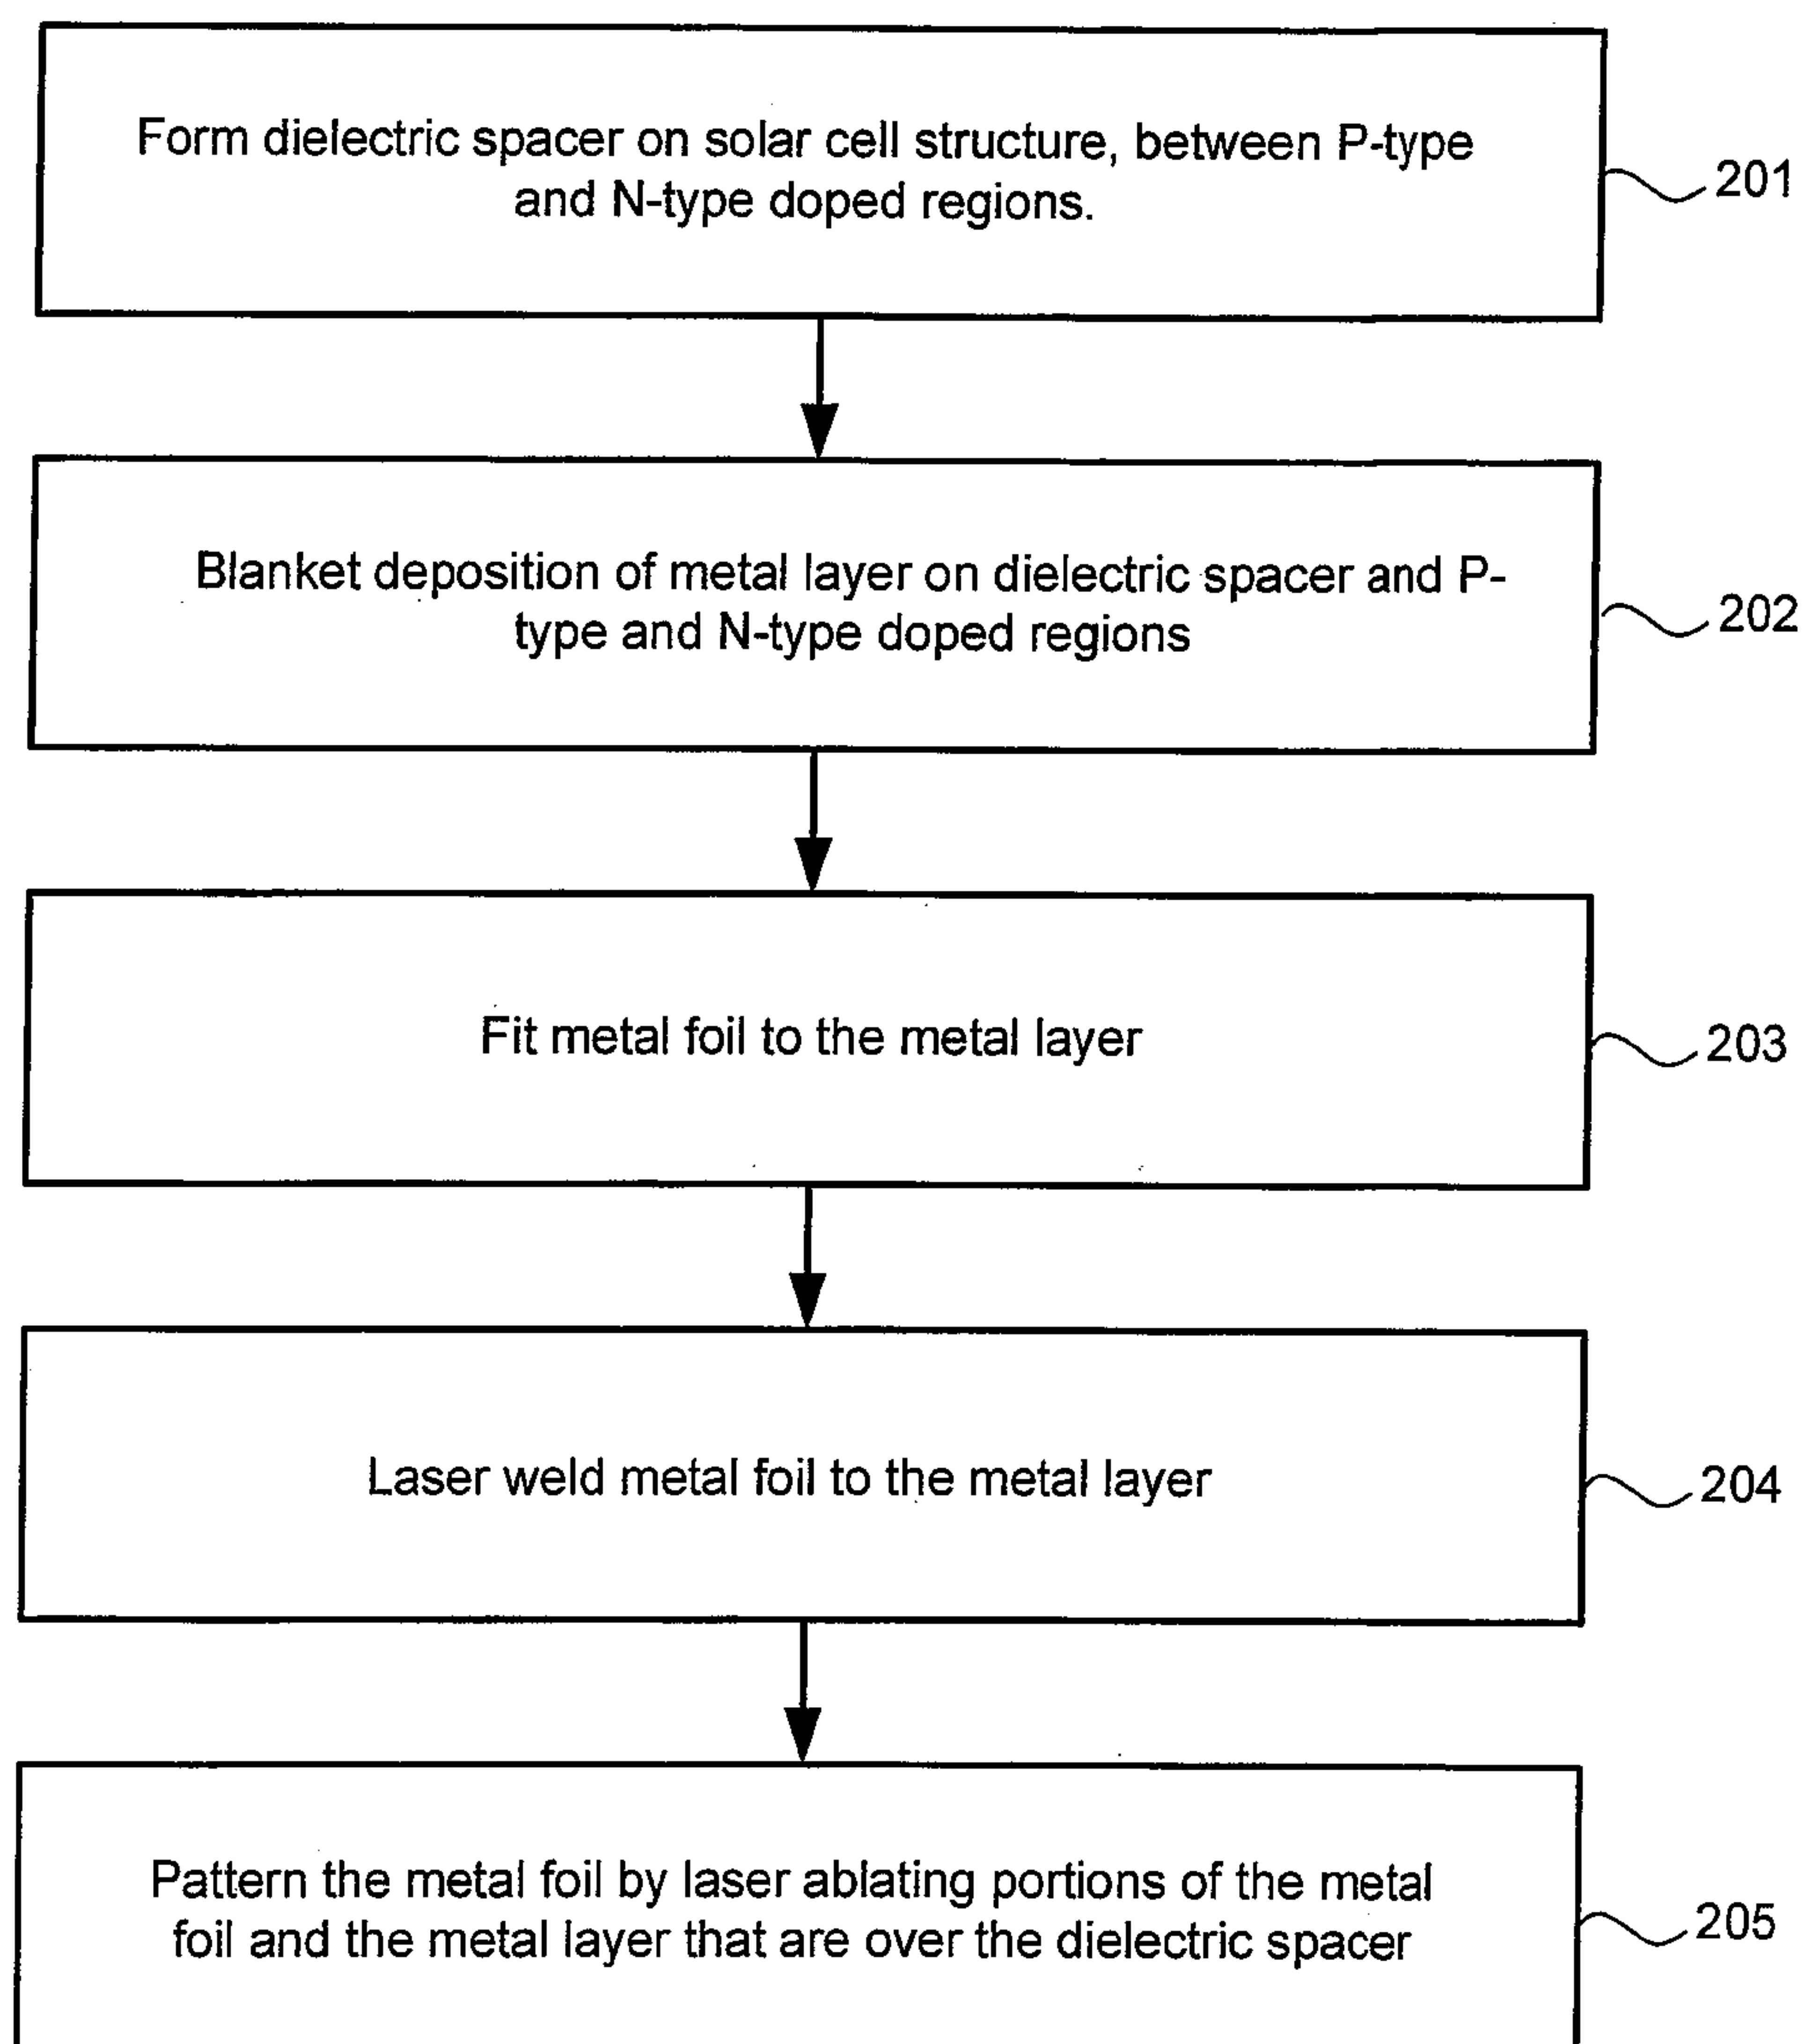 Form dielectric spacer on solar cell structure, between P-type
and N-type doped regions.
201
Blanket deposition of metal layer on dielectric spacer and P-
type and N-type doped regions
202
Fit metal foil to the metal layer
203
Laser weld metal foil to the metal layer
204
Pattern the metal foil by laser ablating portions of the metal
foil and the metal layer that are over the dielectric spacer
205